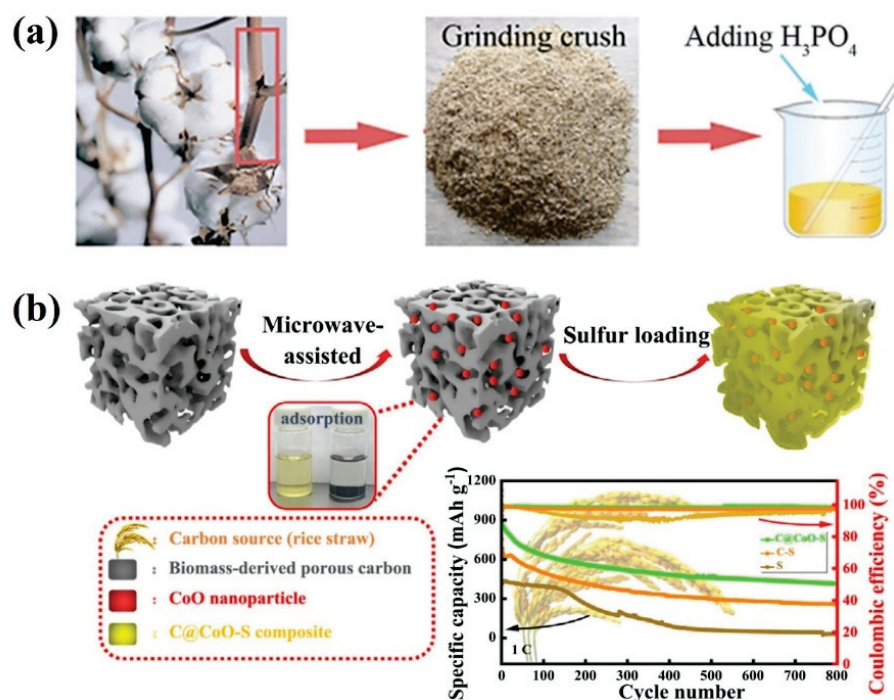 (a)
Grinding crush
Adding H₃PO₄
(b)
Microwave-
assisted
Sulfur loading
adsorption
: Carbon source (rice straw)
: Biomass-derived porous carbon
: CoO nanoparticle
: C@CoO-S composite
Specific capacity (mAh g⁻¹)
1200
900
600
300
0
Coulombic efficiency (%)
100
80
60
40
20
0
C@CoO-S
C-S
S
1 C
0 100 200 300 400 500 600 700 800
Cycle number